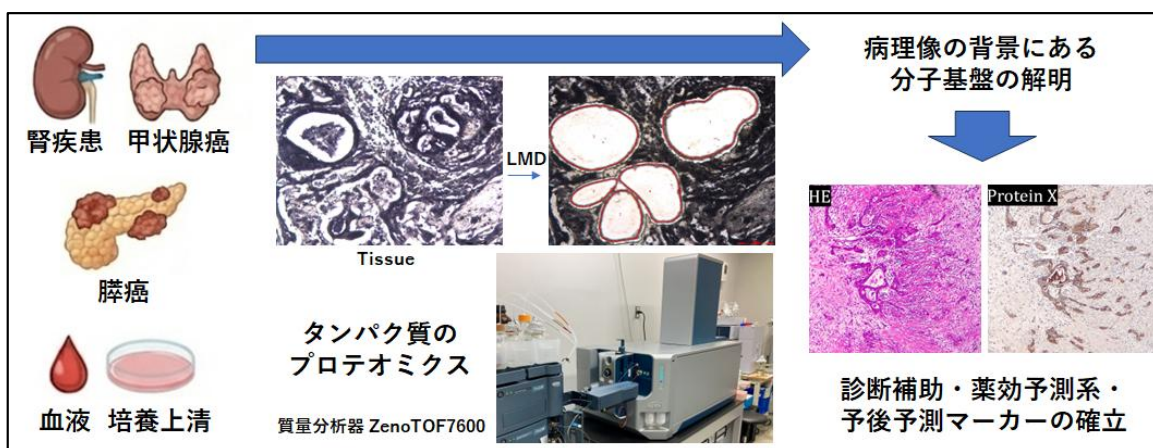 腎疾患 甲状腺癌
膵癌
血液 培養上清
LMD
Tissue
タンパク質の
プロテオミクス
質量分析器 ZenoTOF7600
病理像の背景にある
分子基盤の解明
HE
Protein X
診断補助・薬効予測系・
予後予測マーカーの確立